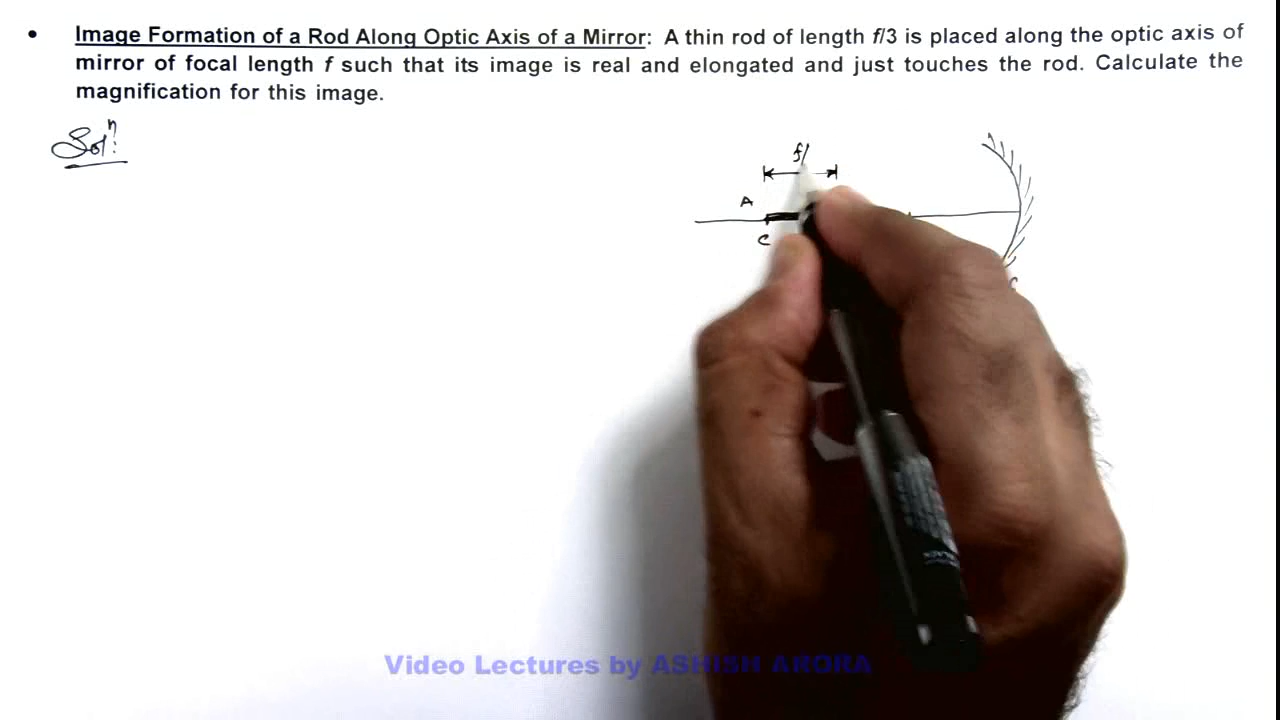 • Image Formation of a Rod Along Optic Axis of a Mirror: A thin rod of length f/3 is placed along the optic axis of
mirror of focal length f such that its image is real and elongated and just touches the rod. Calculate the
magnification for this image.
Solⁿ:
f/
A
C
Video Lectures by ASHISH ARORA